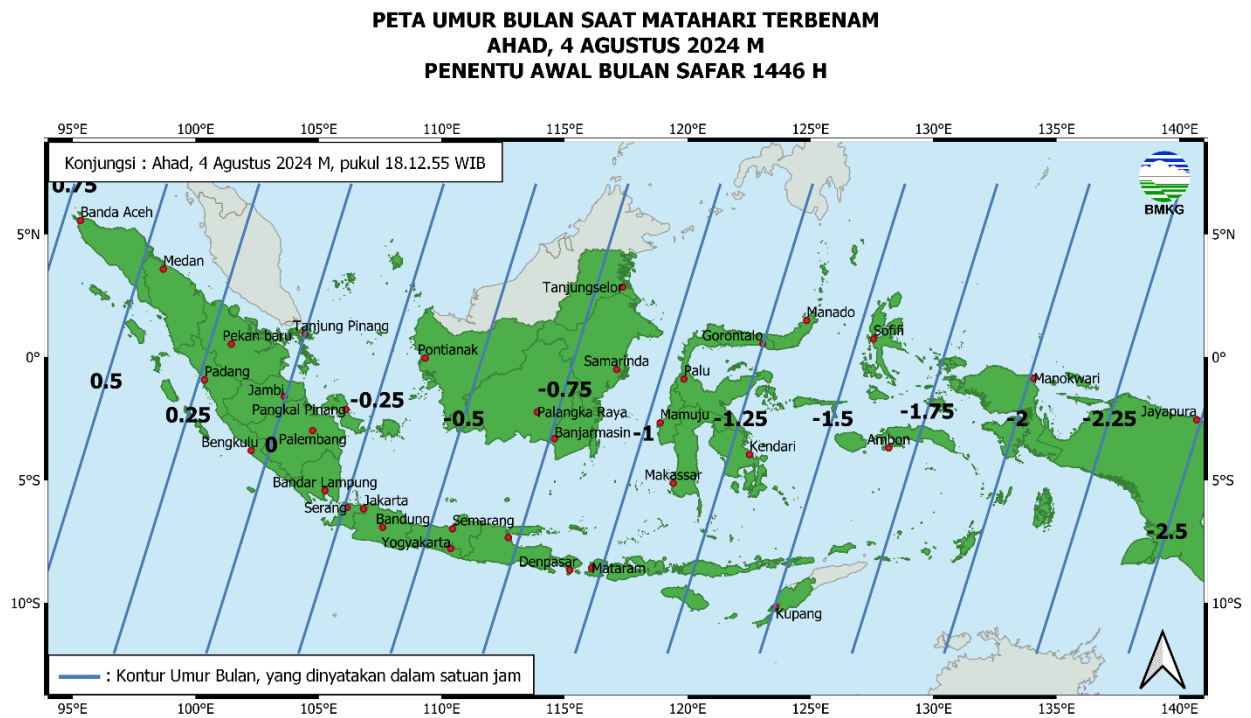 PETA UMUR BULAN SAAT MATAHARI TERBENAM
AHAD, 4 AGUSTUS 2024 M
PENENTU AWAL BULAN SAFAR 1446 H
95°E 100°E 105°E 110°E 115°E 120°E 125°E 130°E 135°E 140°E
Konjungsi : Ahad, 4 Agustus 2024 M, pukul 18.12.55 WIB
0.75
BMKG
Banda Aceh
5°N 5°N
Medan
Tanjungselor
Manado
Tanjung Pinang
Sofifi
Pekan baru
Gorontalo
Pontianak
0° 0°
Samarinda
Padang
Palu
Manokwari
0.5
Jambi
-0.75
-0.25
Pangkal Pinang
Palangka Raya
0.25
-0.5
Mamuju
-1.25
-1.5
-1.75
-2
-2.25
Jayapura
Banjarmasin
-1
Bengkulu
0
Palembang
Ambon
Kendari
Makassar
5°S 5°S
Bandar Lampung
Serang
Jakarta
Bandung
Semarang
-2.5
Yogyakarta
Denpasar
Mataram
10°S 10°S
Kupang
: Kontur Umur Bulan, yang dinyatakan dalam satuan jam
95°E 100°E 105°E 110°E 115°E 120°E 125°E 130°E 135°E 140°E